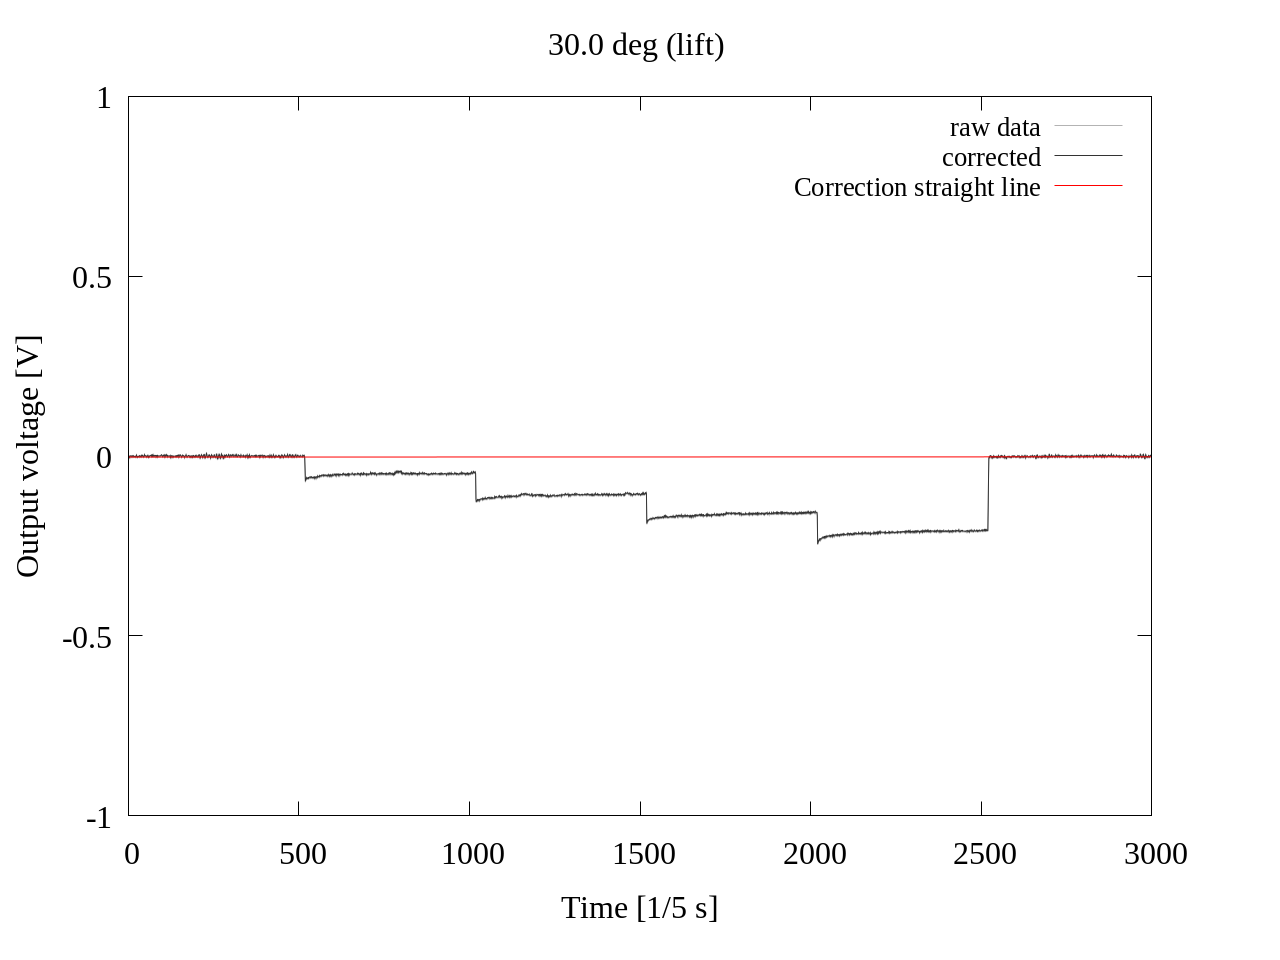 30.0 deg (lift)
1
raw data
corrected
Correction straight line
0.5
0
-0.5
-1
Output voltage [V]
0 500 1000 1500 2000 2500 3000
Time [1/5 s]